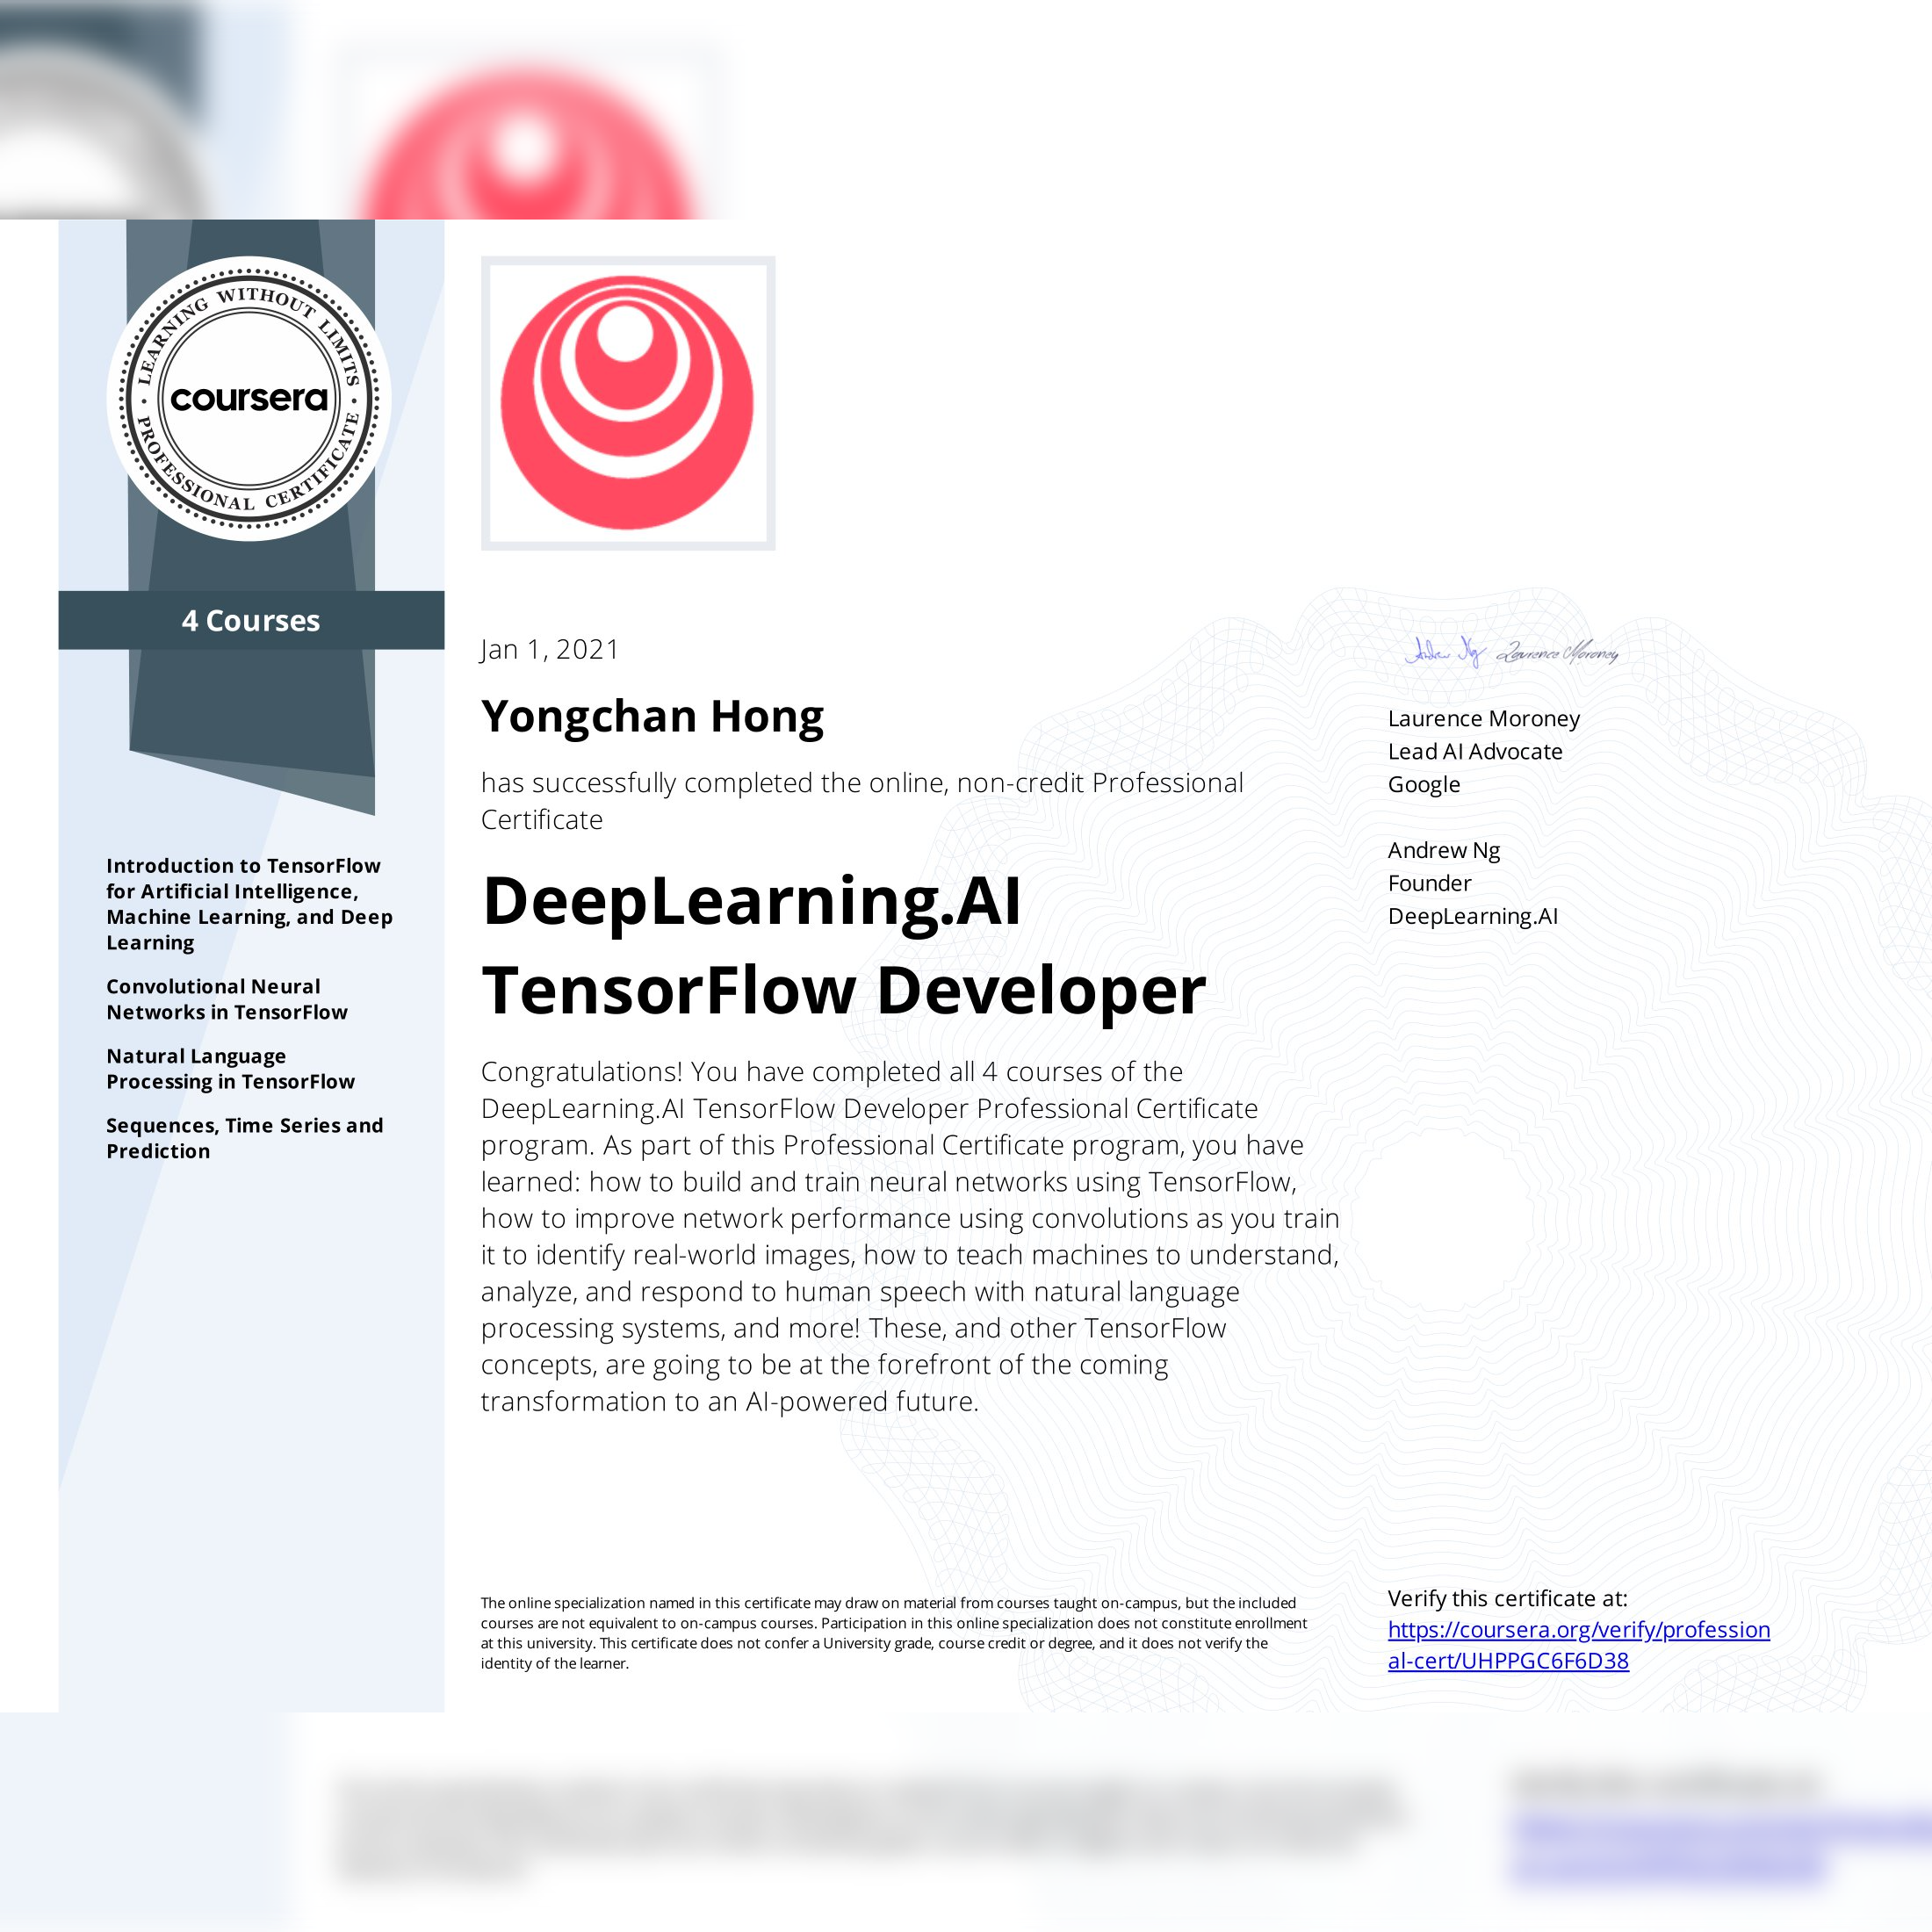 LEARNING WITHOUT LIMITS
coursera
PROFESSIONAL CERTIFICATE
4 Courses
Introduction to TensorFlow
for Artificial Intelligence,
Machine Learning, and Deep
Learning
Convolutional Neural
Networks in TensorFlow
Natural Language
Processing in TensorFlow
Sequences, Time Series and
Prediction
Jan 1, 2021
Yongchan Hong
has successfully completed the online, non-credit Professional
Certificate
DeepLearning.AI
TensorFlow Developer
Congratulations! You have completed all 4 courses of the
DeepLearning.AI TensorFlow Developer Professional Certificate
program. As part of this Professional Certificate program, you have
learned: how to build and train neural networks using TensorFlow,
how to improve network performance using convolutions as you train
it to identify real-world images, how to teach machines to understand,
analyze, and respond to human speech with natural language
processing systems, and more! These, and other TensorFlow
concepts, are going to be at the forefront of the coming
transformation to an AI-powered future.
The online specialization named in this certificate may draw on material from courses taught on-campus, but the included
courses are not equivalent to on-campus courses. Participation in this online specialization does not constitute enrollment
at this university. This certificate does not confer a University grade, course credit or degree, and it does not verify the
identity of the learner.
Andrew Ng Laurence Moroney
Laurence Moroney
Lead AI Advocate
Google
Andrew Ng
Founder
DeepLearning.AI
Verify this certificate at:
https://coursera.org/verify/profession
al-cert/UHPPGC6F6D38